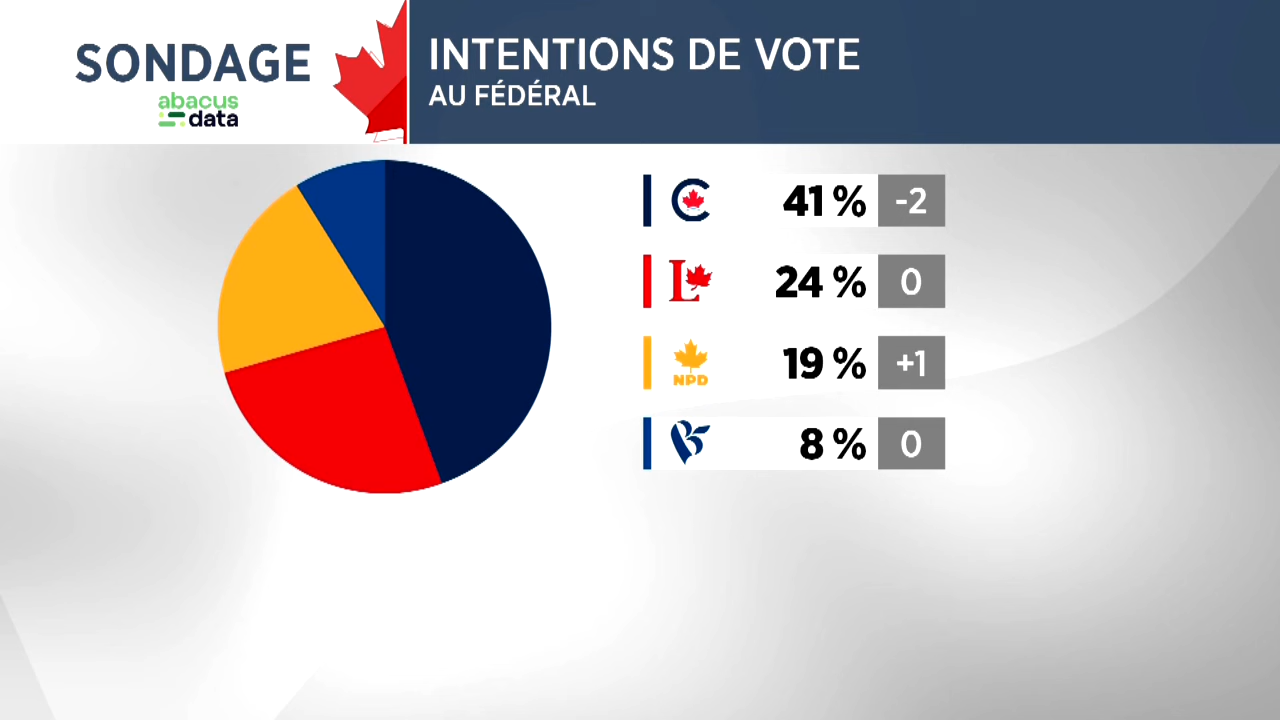 SONDAGE
abacus
data
INTENTIONS DE VOTE
AU FÉDÉRAL
C 41 % -2
L 24 % 0
NPD 19 % +1
8 % 0